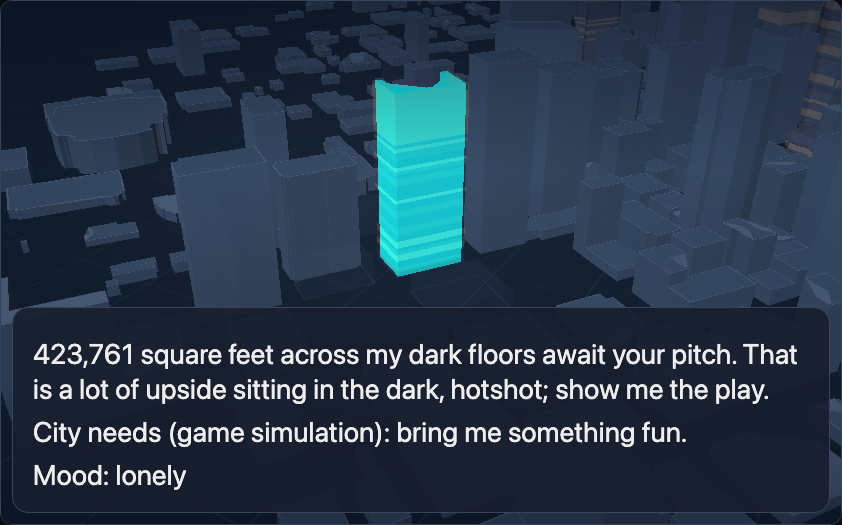 423,761 square feet across my dark floors await your pitch. That
is a lot of upside sitting in the dark, hotshot; show me the play.
City needs (game simulation): bring me something fun.
Mood: lonely